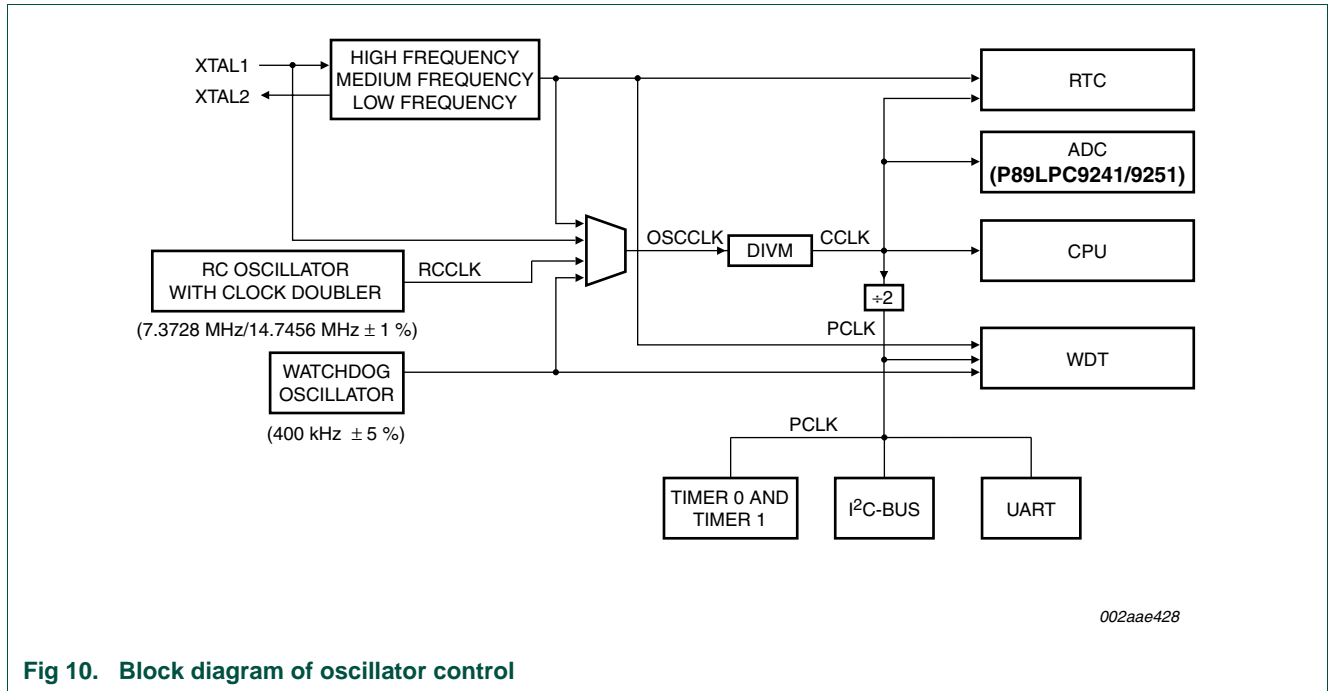 XTAL1
XTAL2
HIGH FREQUENCY
MEDIUM FREQUENCY
LOW FREQUENCY
RTC
ADC
(P89LPC9241/9251)
OSCCLK
DIVM
CCLK
CPU
RC OSCILLATOR
WITH CLOCK DOUBLER
RCCLK
(7.3728 MHz/14.7456 MHz ± 1 %)
÷2
PCLK
WDT
WATCHDOG
OSCILLATOR
(400 kHz ± 5 %)
PCLK
TIMER 0 AND
TIMER 1
I²C-BUS
UART
002aae428
Fig 10. Block diagram of oscillator control